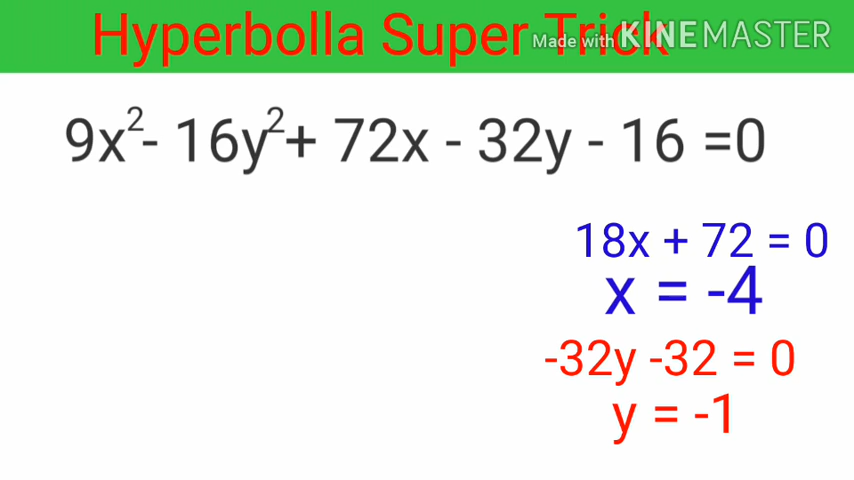 Hyperbolla Super Trick
Made with KINEMASTER
9x²- 16y²+ 72x - 32y - 16 =0
18x + 72 = 0
x = -4
-32y -32 = 0
y = -1